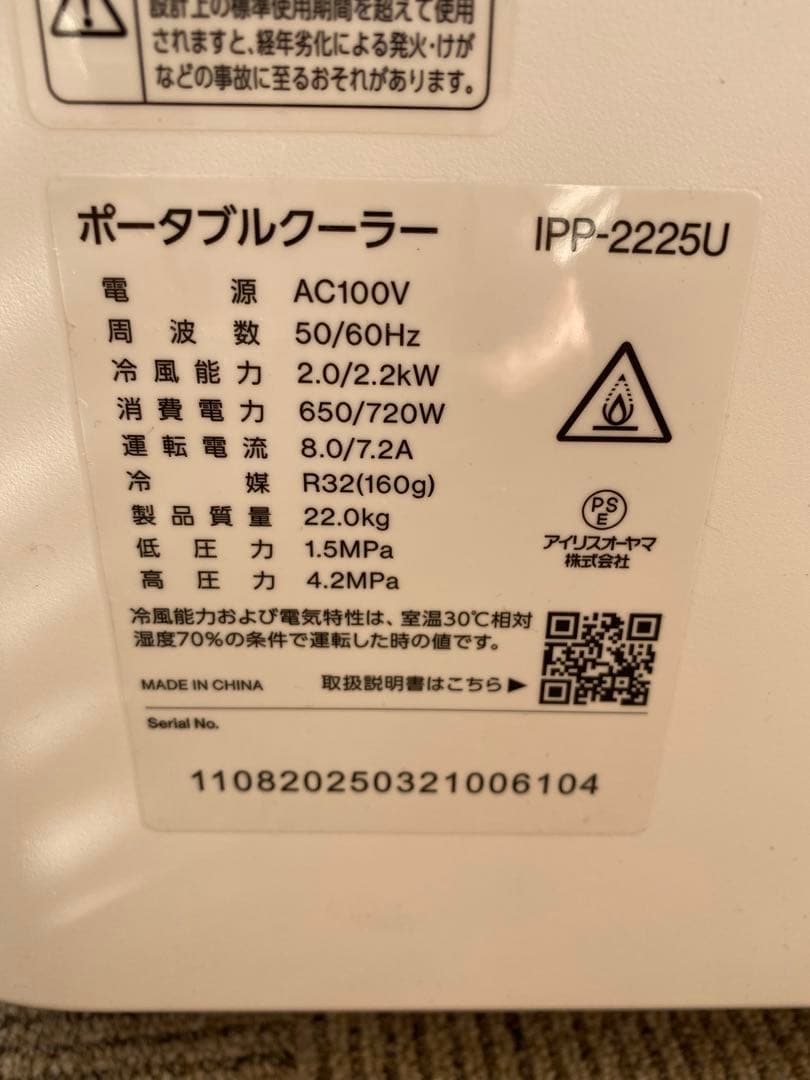 設計上の標準使用期間を超えて使用
されますと、経年劣化による発火・けが
などの事故に至るおそれがあります。
ポータブルクーラー IPP-2225U
電源 AC100V
周波数 50/60Hz
冷風能力 2.0/2.2kW
消費電力 650/720W
運転電流 8.0/7.2A
冷媒 R32(160g)
製品質量 22.0kg
低圧力 1.5MPa
高圧力 4.2MPa
PSE
アイリスオーヤマ
株式会社
冷風能力および電気特性は、室温30℃相対
湿度70%の条件で運転した時の値です。
MADE IN CHINA 取扱説明書はこちら▶
Serial No.
110820250321006104